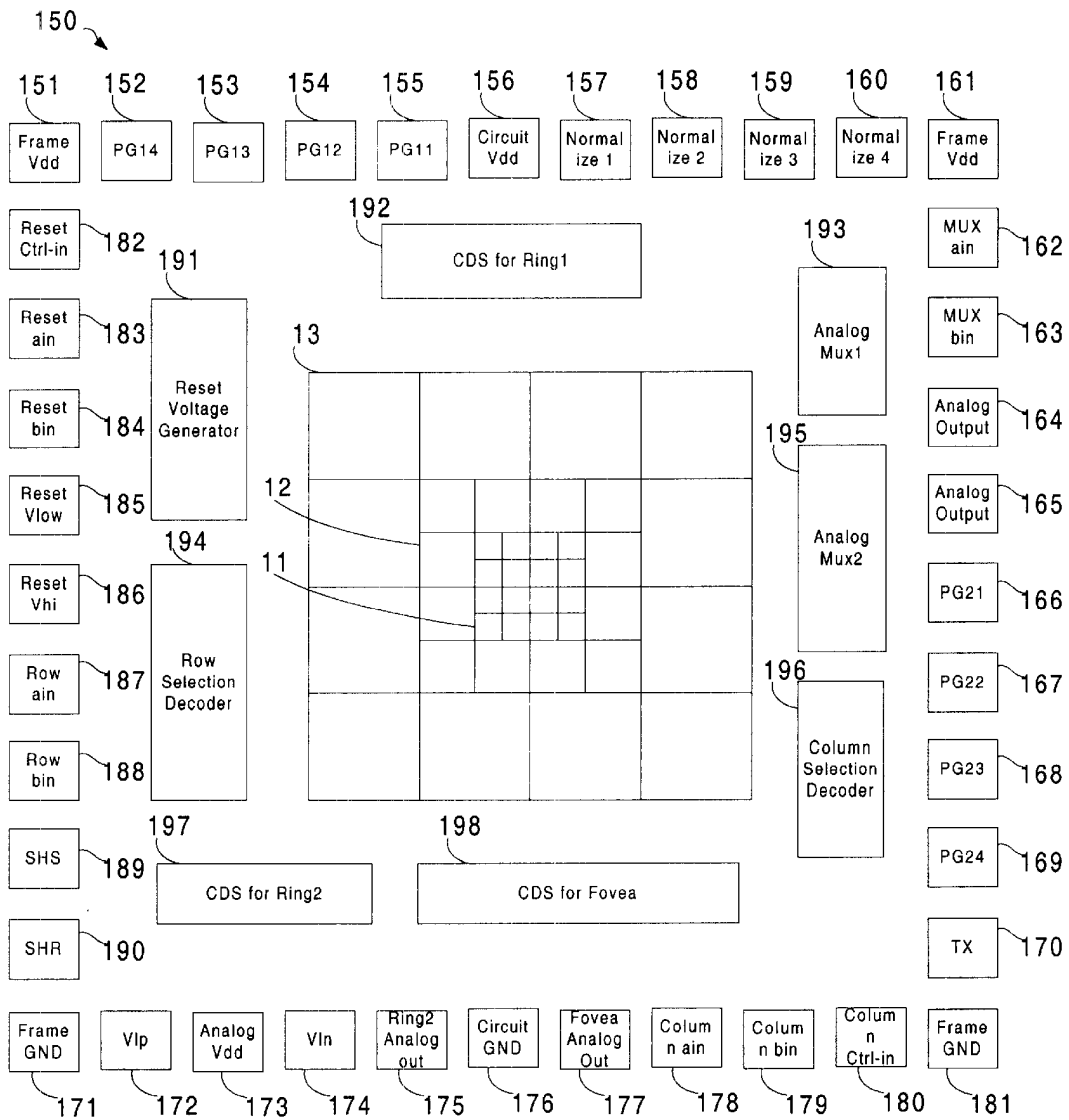 150
151 152 153 154 155 156 157 158 159 160 161
Frame
Vdd
PG14
PG13
PG12
PG11
Circuit
Vdd
Normal
ize 1
Normal
ize 2
Normal
ize 3
Normal
ize 4
Frame
Vdd
Reset
Ctrl-in
182
191
192
CDS for Ring1
193
MUX
ain
162
Reset
ain
183
13
Analog
Mux1
MUX
bin
163
Reset
bin
184
Reset
Voltage
Generator
195
Analog
Output
164
Reset
Vlow
185
194
12
11
Analog
Mux2
Analog
Output
165
Reset
Vhi
186
PG21
166
Row
ain
187
Row
Selection
Decoder
196
PG22
167
Row
bin
188
Column
Selection
Decoder
PG23
168
SHS
189
197
CDS for Ring2
198
CDS for Fovea
PG24
169
SHR
190
TX
170
Frame
GND
VIp
Analog
Vdd
VIn
Ring2
Analog
out
Circuit
GND
Fovea
Analog
Out
Colum
n ain
Colum
n bin
Colum
n
Ctrl-in
Frame
GND
171 172 173 174 175 176 177 178 179 180 181